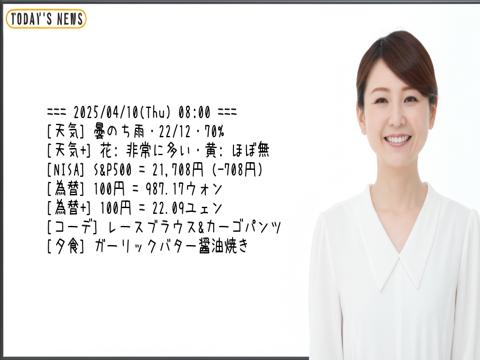 TODAY'S NEWS
=== 2025/04/10(Thu) 08:00 ===
[天気] 曇のち雨・22/12・70%
[天気+] 花: 非常に多い・黄: ほぼ無
[NISA] S&P500 = 21,708円 (-708円)
[為替] 100円 = 987.17ウォン
[為替+] 100円 = 22.09ユェン
[コーデ] レースブラウス&カーゴパンツ
[夕食] ガーリックバター醤油焼き